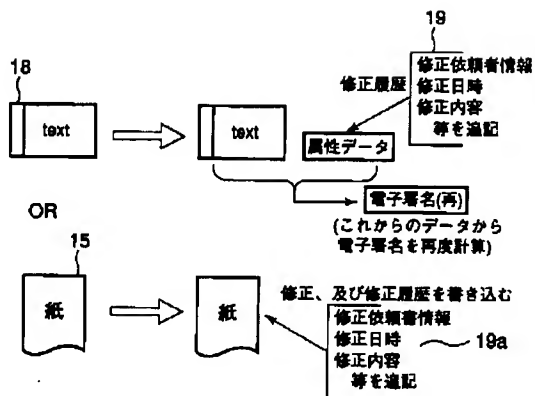 19
修正依頼者情報
修正日時
修正内容
等を追記
修正履歴
18
text
text
属性データ
電子署名(再)
(これからのデータから
電子署名を再度計算)
OR
15
紙
紙
修正、及び修正履歴を書き込む
修正依頼書情報
修正日時
修正内容
等を追記
19a